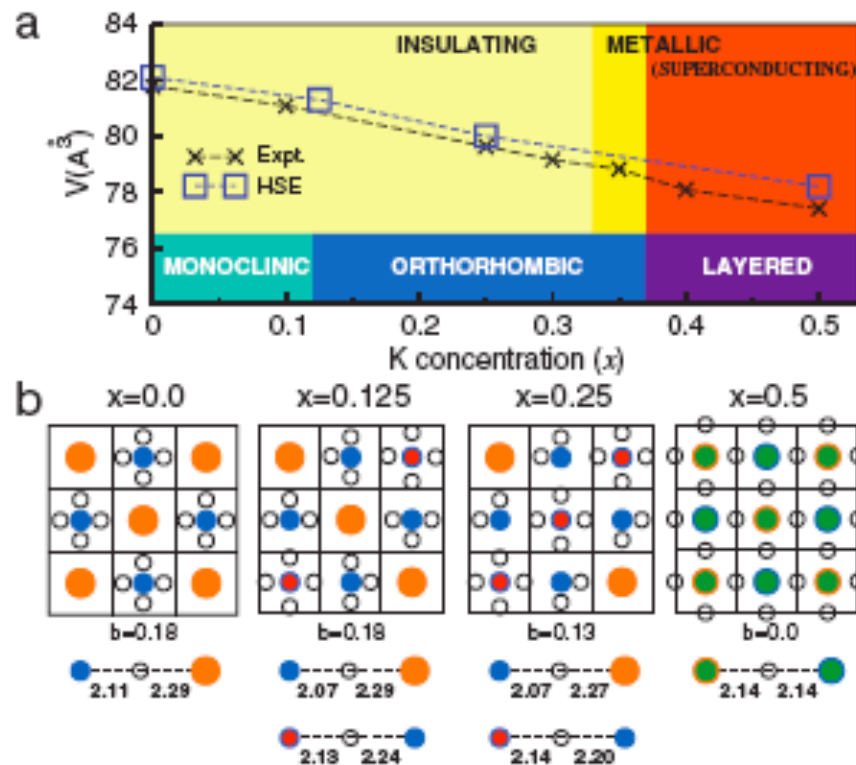 a
84
INSULATING METALLIC
(SUPERCONDUCTING)
82
V(Å³)
80
Expt.
HSE
78
76
MONOCLINIC ORTHORHOMBIC LAYERED
74
0 0.1 0.2 0.3 0.4 0.5
K concentration (x)
b
x=0.0 x=0.125 x=0.25 x=0.5
b=0.18 b=0.18 b=0.13 b=0.0
2.11 2.29 2.07 2.29 2.07 2.27 2.14 2.14
2.13 2.24 2.14 2.20